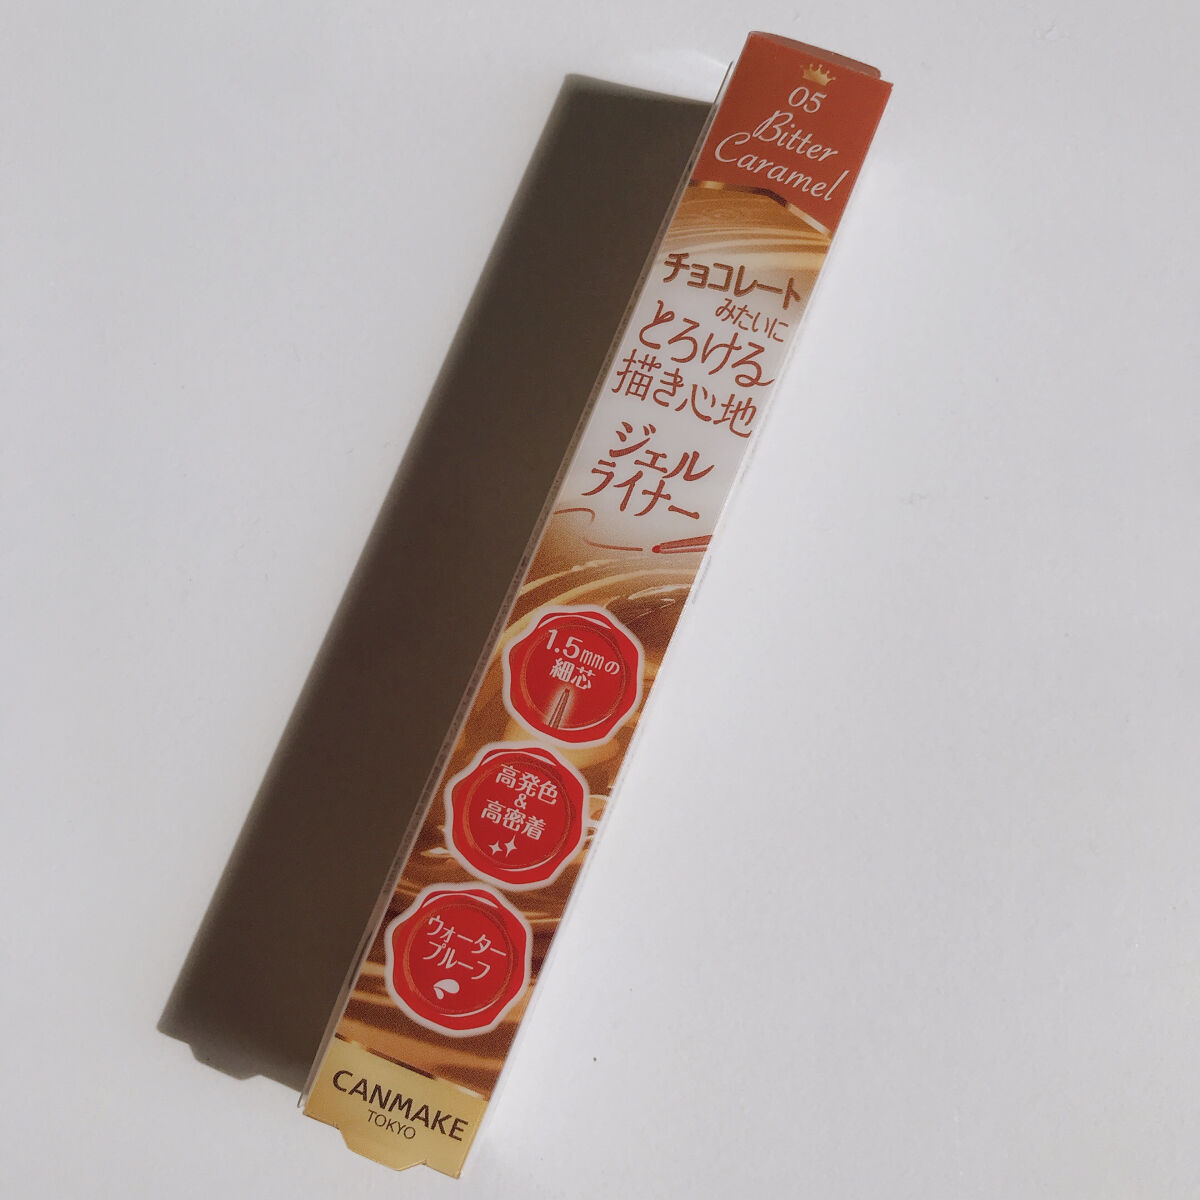 05
Bitter
Caramel
チョコレート
みたいに
とろける
描き心地
ジェル
ライナー
1.5mmの
細芯
高発色
&
高密着
ウォーター
プルーフ
CANMAKE
TOKYO